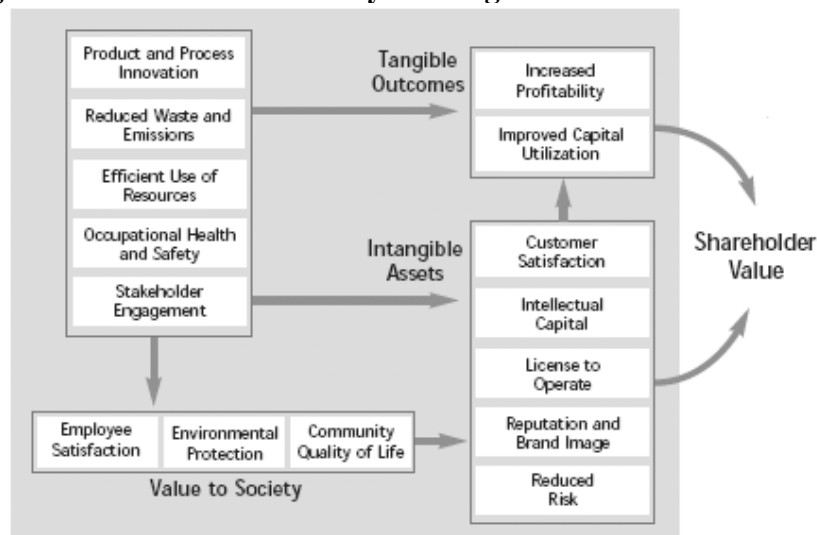 Product and Process
Innovation
Reduced Waste and
Emissions
Efficient Use of
Resources
Occupational Health
and Safety
Stakeholder
Engagement
Tangible
Outcomes
Increased
Profitability
Improved Capital
Utilization
Intangible
Assets
Customer
Satisfaction
Intellectual
Capital
License to
Operate
Reputation and
Brand Image
Reduced
Risk
Shareholder
Value
Employee
Satisfaction
Environmental
Protection
Community
Quality of Life
Value to Society